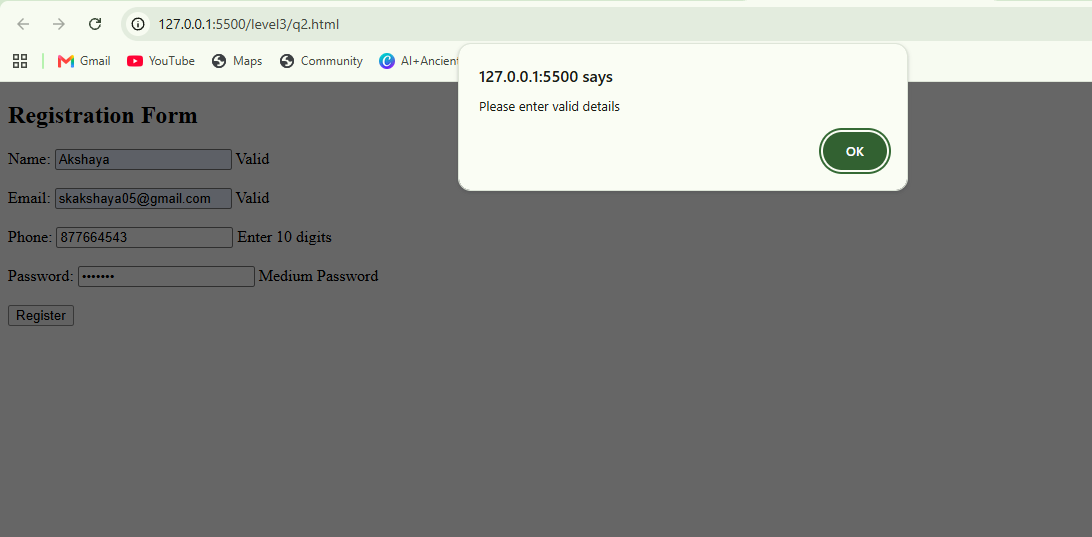 127.0.0.1:5500/level3/q2.html
Gmail YouTube Maps Community AI+Ancient
127.0.0.1:5500 says
Please enter valid details
OK
Registration Form
Name: Akshaya Valid
Email: skakshaya05@gmail.com Valid
Phone: 877664543 Enter 10 digits
Password: ••••••• Medium Password
Register